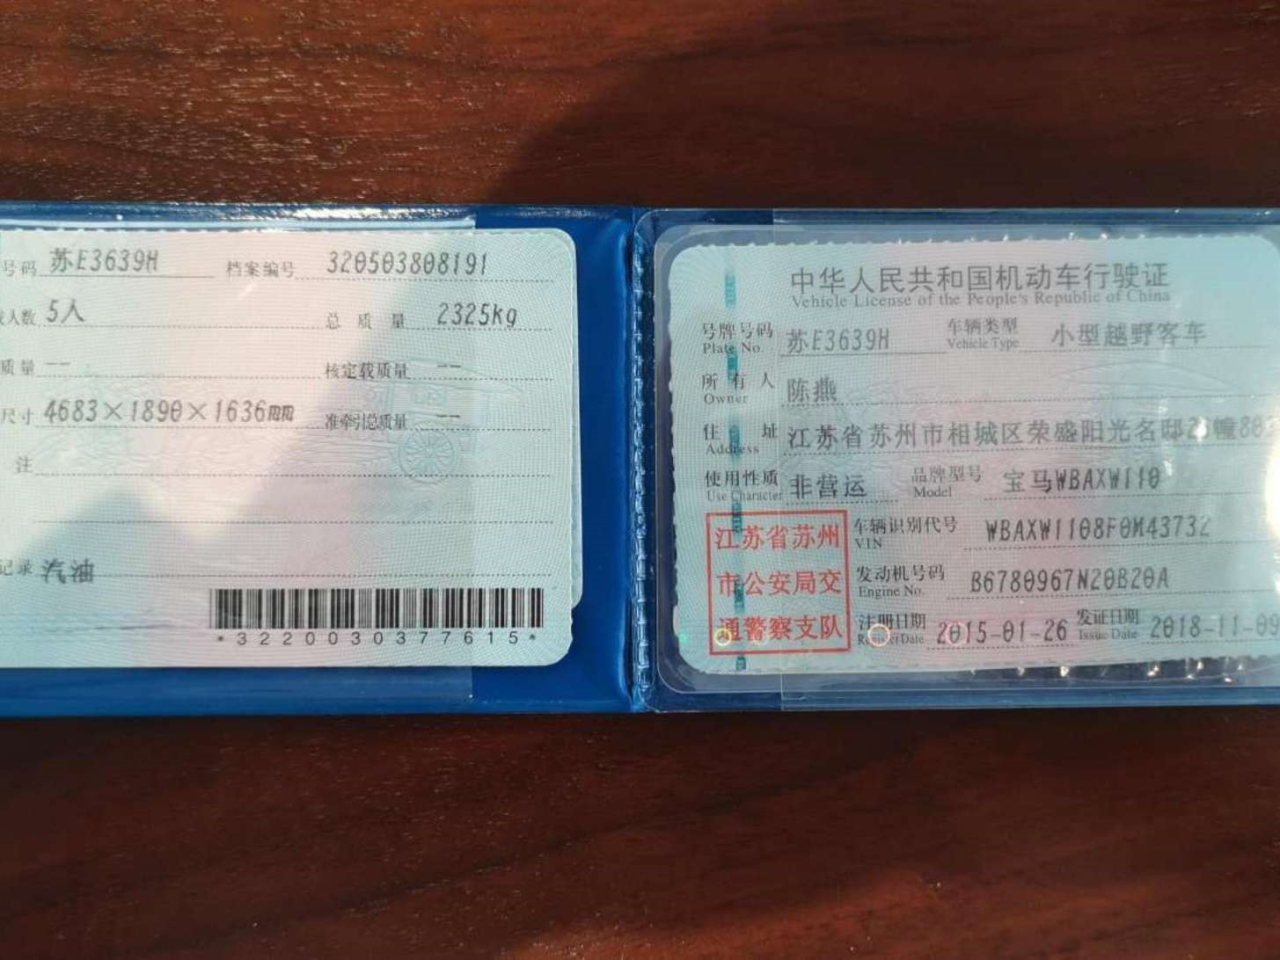 号码 苏E3639H 档案编号 320503808191
人数 5人 总质量 2325kg
质量 -- 核定载质量 --
尺寸 4683×1890×1636mm 准牵引总质量 --
注
记录 汽油
*3220030377615*
中华人民共和国机动车行驶证
Vehicle License of the People's Republic of China
号牌号码 苏E3639H 车辆类型 小型越野客车
Plate No. Vehicle Type
所有人 陈燕
Owner
住址 江苏省苏州市相城区荣盛阳光名邸
Address
使用性质 非营运 品牌型号 宝马WBAXW110
Use Character Model
江苏省苏州
市公安局交
通警察支队
车辆识别代号 WBAXW1108F0M43732
VIN
发动机号码 B6780967N20B20A
Engine No.
注册日期 2015-01-26 发证日期 2018-11-09
Register Date Issue Date